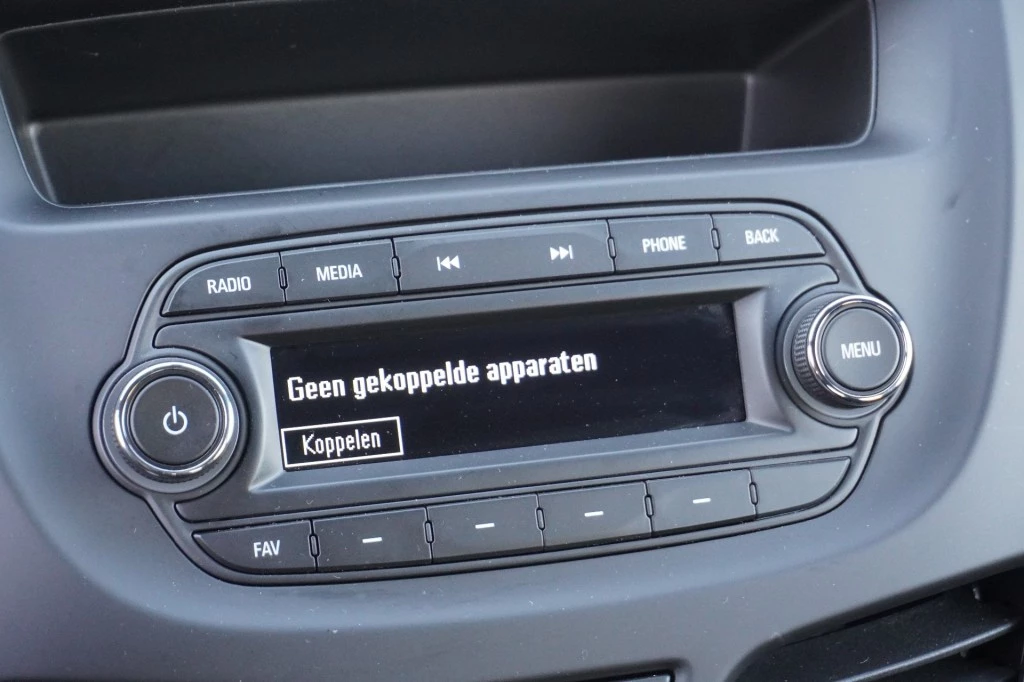 RADIO
MEDIA
PHONE
BACK
Geen gekoppelde apparaten
Koppelen
MENU
FAV